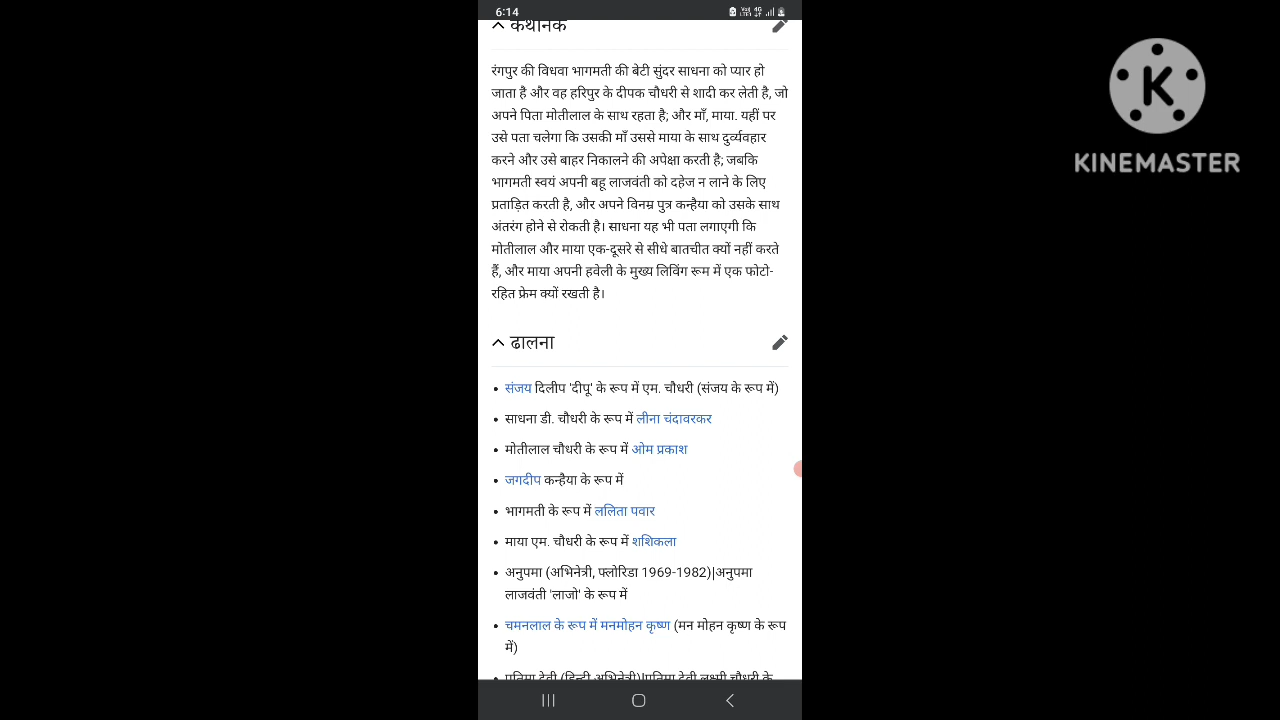 6:14
कथानक
रंगपुर की विधवा भागमती की बेटी सुंदर साधना को प्यार हो
जाता है और वह हरिपुर के दीपक चौधरी से शादी कर लेती है, जो
अपने पिता मोतीलाल के साथ रहता है; और माँ, माया. यहीं पर
उसे पता चलेगा कि उसकी माँ उससे माया के साथ दुर्व्यवहार
करने और उसे बाहर निकालने की अपेक्षा करती है; जबकि
भागमती स्वयं अपनी बहू लाजवंती को दहेज न लाने के लिए
प्रताड़ित करती है, और अपने विनम्र पुत्र कन्हैया को उसके साथ
अंतरंग होने से रोकती है। साधना यह भी पता लगाएगी कि
मोतीलाल और माया एक-दूसरे से सीधे बातचीत क्यों नहीं करते
हैं, और माया अपनी हवेली के मुख्य लिविंग रूम में एक फोटो-
रहित फ्रेम क्यों रखती है।
ढालना
• संजय दिलीप 'दीपू' के रूप में एम. चौधरी (संजय के रूप में)
• साधना डी. चौधरी के रूप में लीना चंदावरकर
• मोतीलाल चौधरी के रूप में ओम प्रकाश
• जगदीप कन्हैया के रूप में
• भागमती के रूप में ललिता पवार
• माया एम. चौधरी के रूप में शशिकला
• अनुपमा (अभिनेत्री, फ्लोरिडा 1969-1982)|अनुपमा
लाजवंती 'लाजो' के रूप में
• चमनलाल के रूप में मनमोहन कृष्ण (मन मोहन कृष्ण के रूप
में)
• प्रतिमा देवी (हिन्दी अभिनेत्री)|प्रतिमा देवी लक्ष्मी चौधरी के
K
KINEMASTER